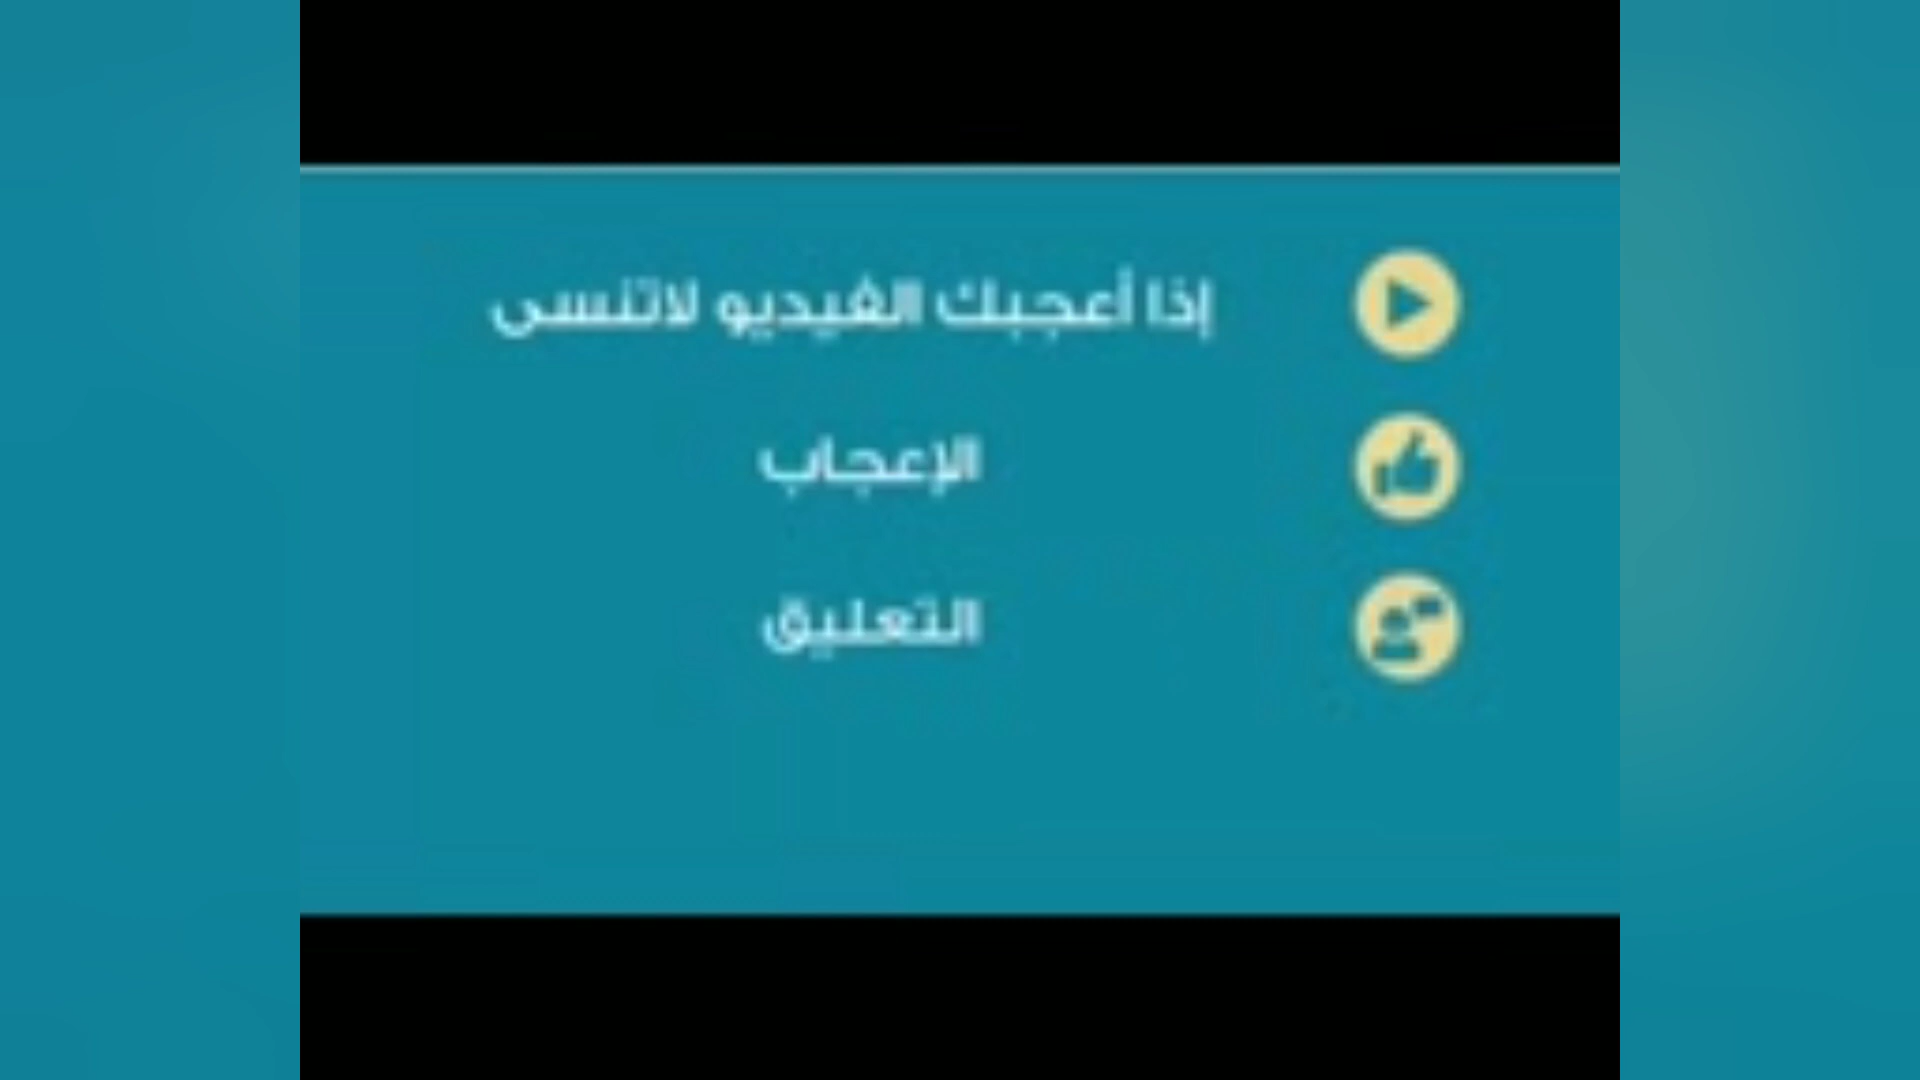 إذا أعجبك الفيديو لاتنسى
الإعجاب
التعليق